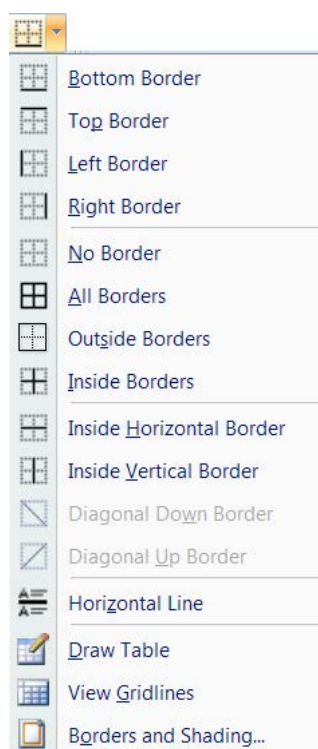 Bottom Border
Top Border
Left Border
Right Border
No Border
All Borders
Outside Borders
Inside Borders
Inside Horizontal Border
Inside Vertical Border
Diagonal Down Border
Diagonal Up Border
Horizontal Line
Draw Table
View Gridlines
Borders and Shading...